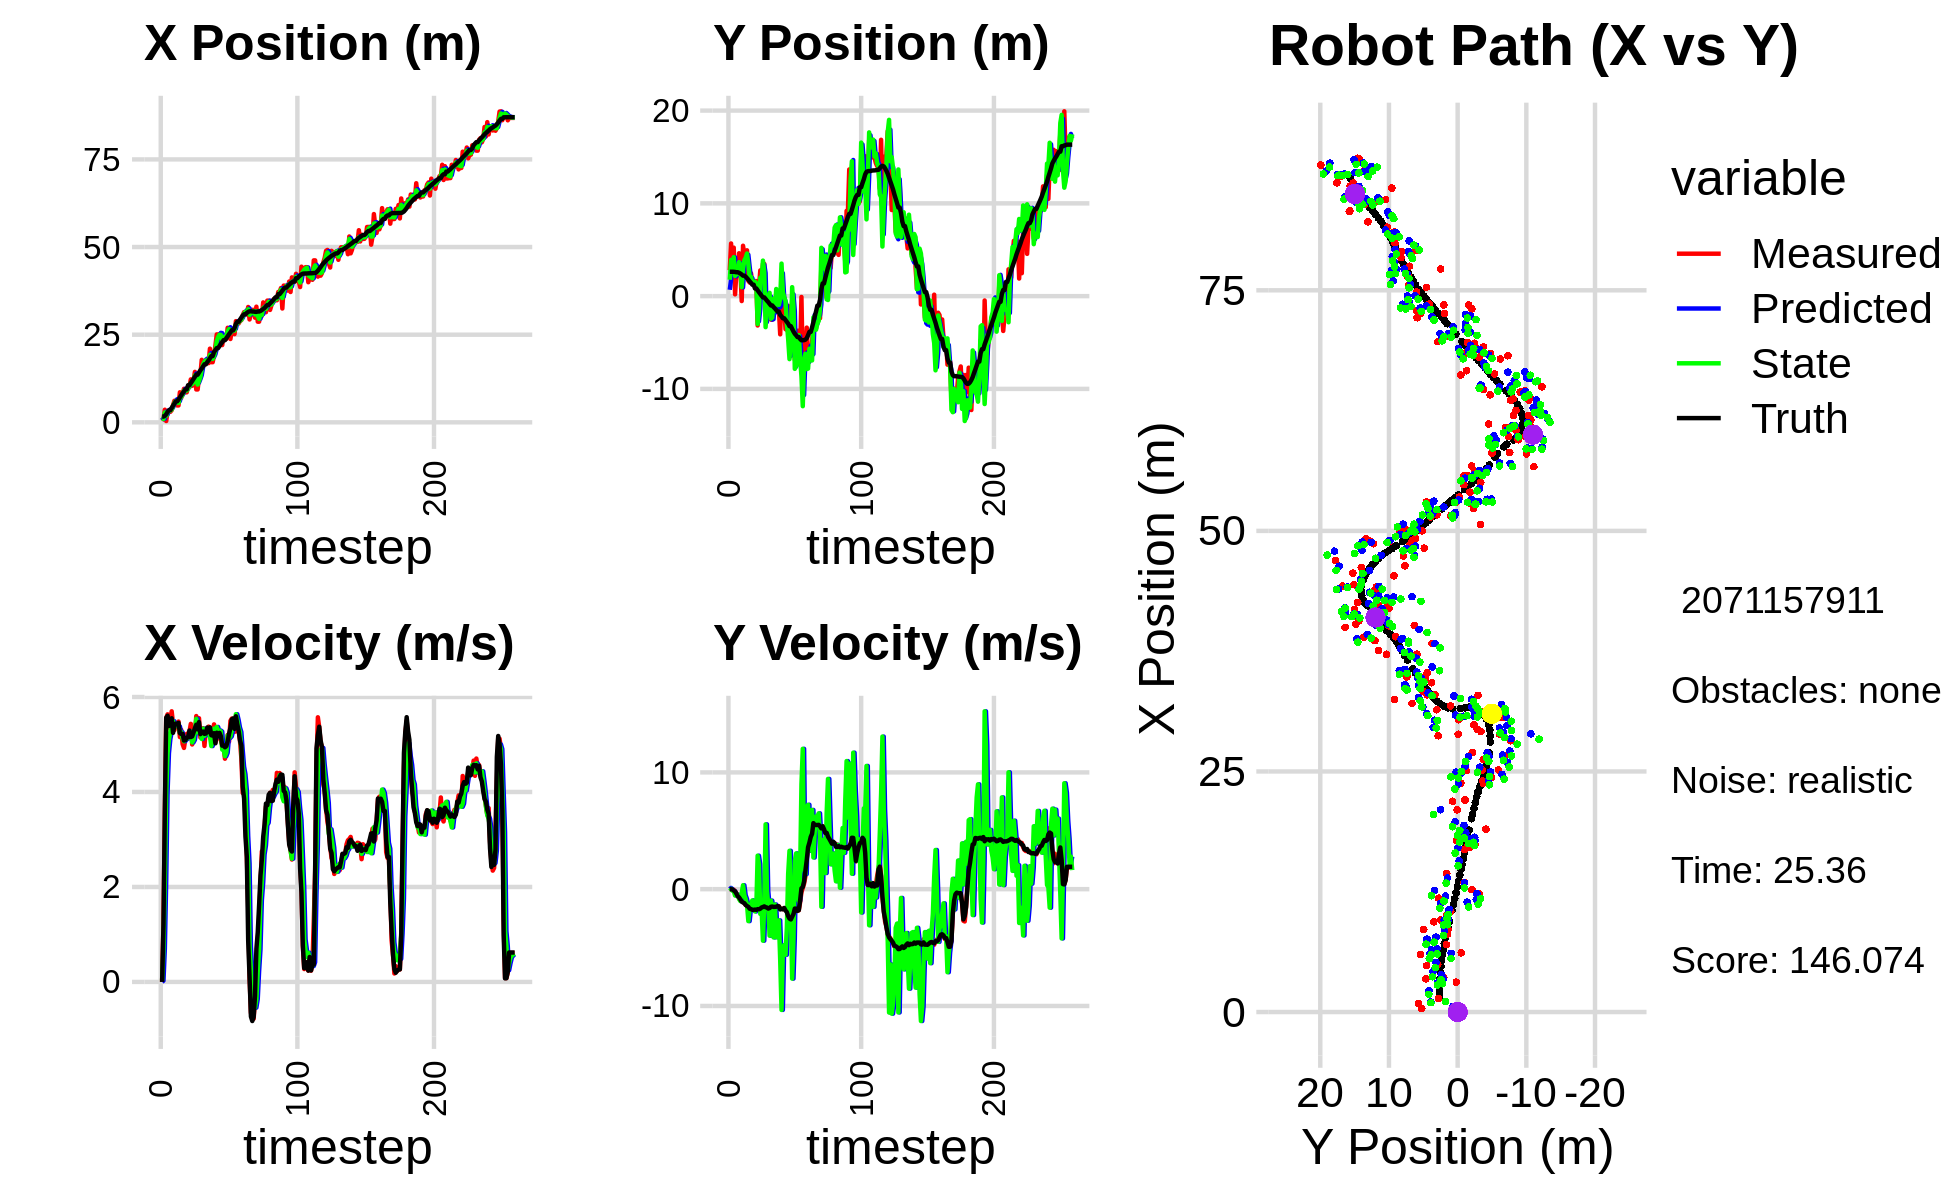 X Position (m)
75
50
25
0
0
100
200
timestep
Y Position (m)
20
10
0
-10
0
100
200
timestep
X Velocity (m/s)
6
4
2
0
0
100
200
timestep
Y Velocity (m/s)
10
0
-10
0
100
200
timestep
Robot Path (X vs Y)
X Position (m)
75
50
25
0
20 10 0 -10 -20
Y Position (m)
variable
Measured
Predicted
State
Truth
2071157911
Obstacles: none
Noise: realistic
Time: 25.36
Score: 146.074